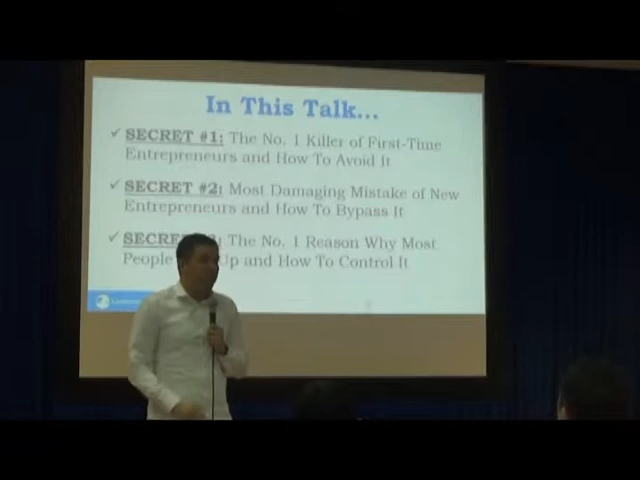 In This Talk...
✓ SECRET #1: The No. 1 Killer of First-Time
Entrepreneurs and How To Avoid It
✓ SECRET #2: Most Damaging Mistake of New
Entrepreneurs and How To Bypass It
✓ SECRET 3: The No. 1 Reason Why Most
People Up and How To Control It